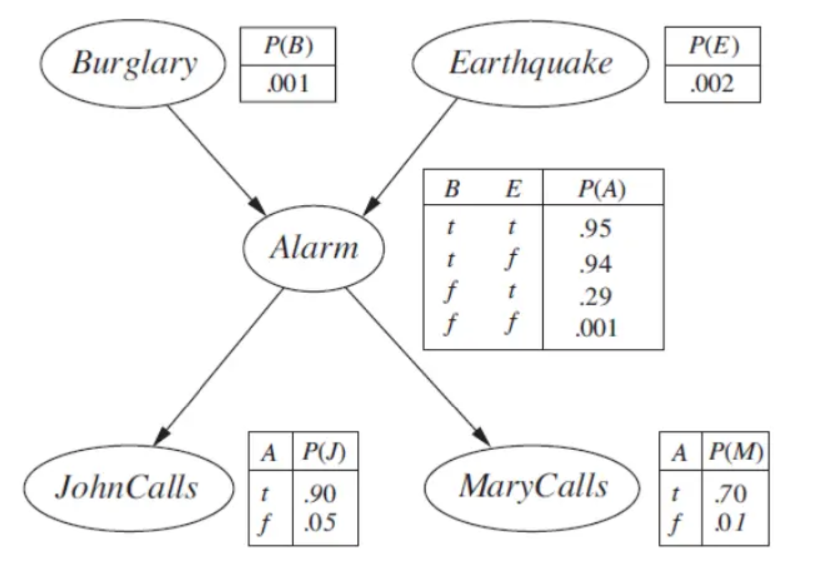 Burglary
P(B)
.001
Earthquake
P(E)
.002
Alarm
B E P(A)
t t .95
t f .94
f t .29
f f .001
JohnCalls
A P(J)
t .90
f .05
MaryCalls
A P(M)
t .70
f .01